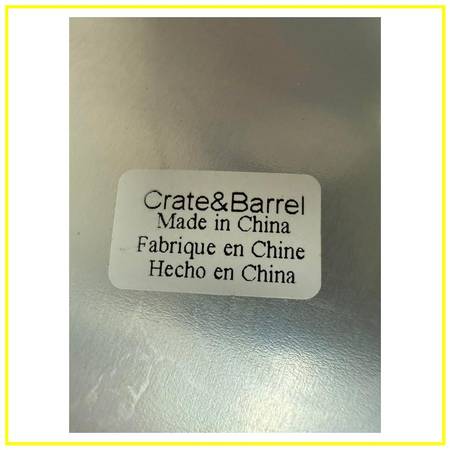 Crate&Barrel
Made in China
Fabrique en Chine
Hecho en China